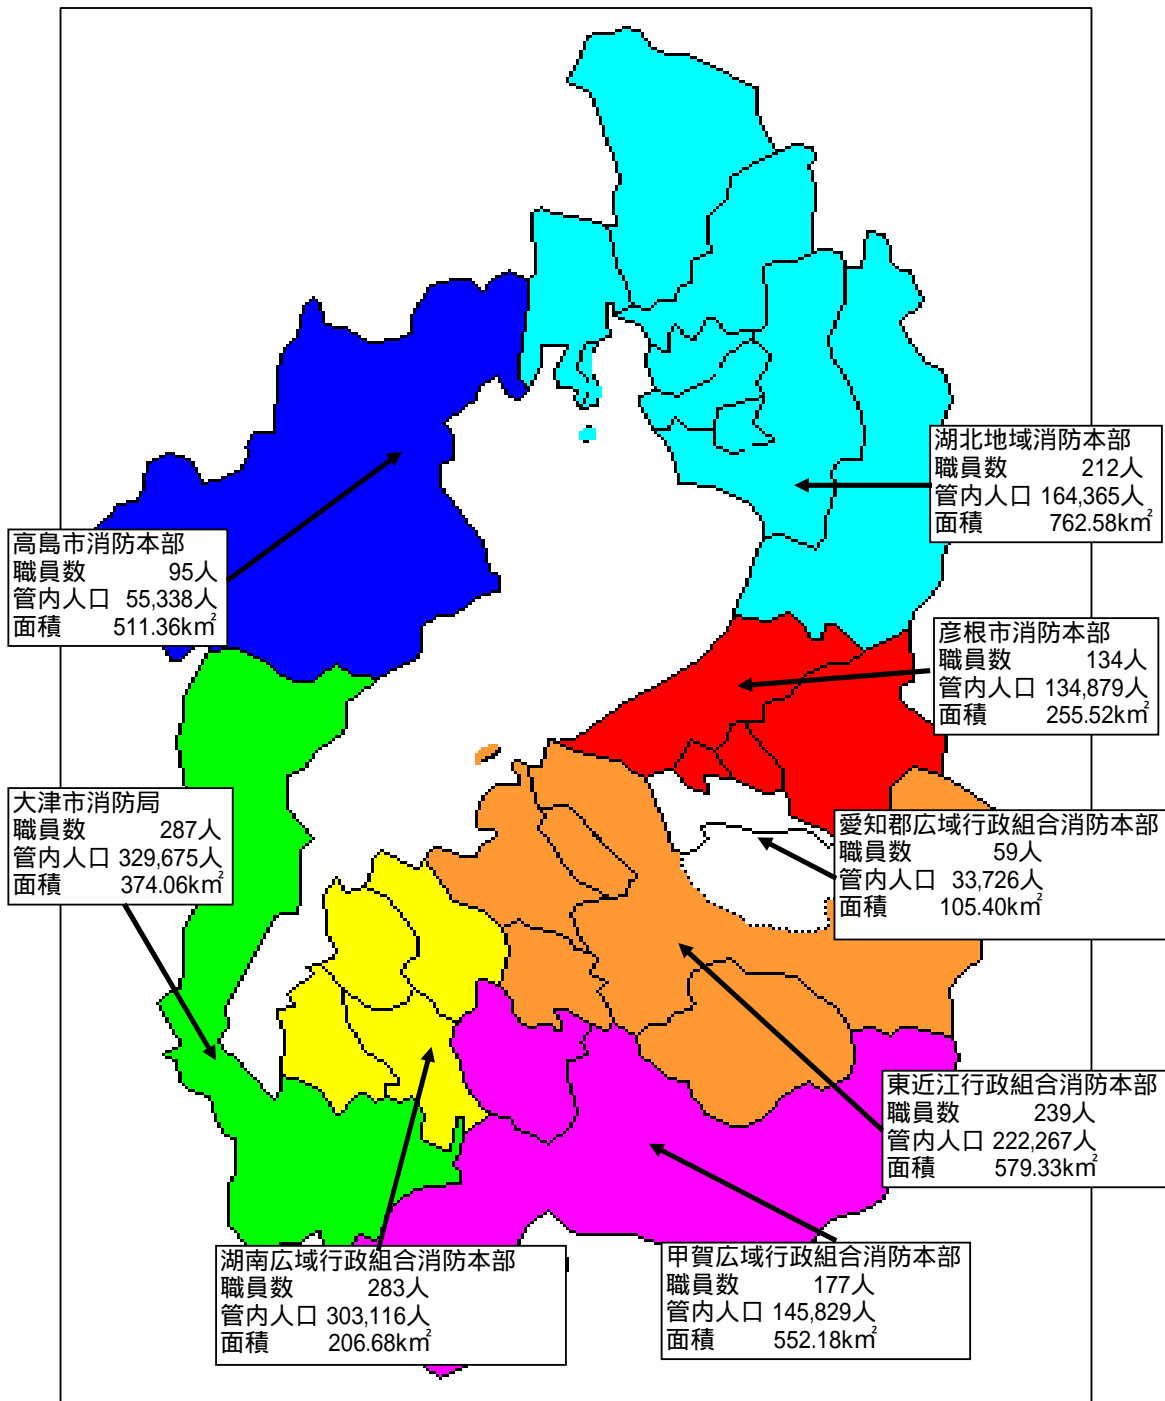 湖北地域消防本部
職員数 212人
管内人口 164,365人
面積 762.58km²
高島市消防本部
職員数 95人
管内人口 55,338人
面積 511.36km²
彦根市消防本部
職員数 134人
管内人口 134,879人
面積 255.52km²
大津市消防局
職員数 287人
管内人口 329,675人
面積 374.06km²
愛知郡広域行政組合消防本部
職員数 59人
管内人口 33,726人
面積 105.40km²
東近江行政組合消防本部
職員数 239人
管内人口 222,267人
面積 579.33km²
湖南広域行政組合消防本部
職員数 283人
管内人口 303,116人
面積 206.68km²
甲賀広域行政組合消防本部
職員数 177人
管内人口 145,829人
面積 552.18km²